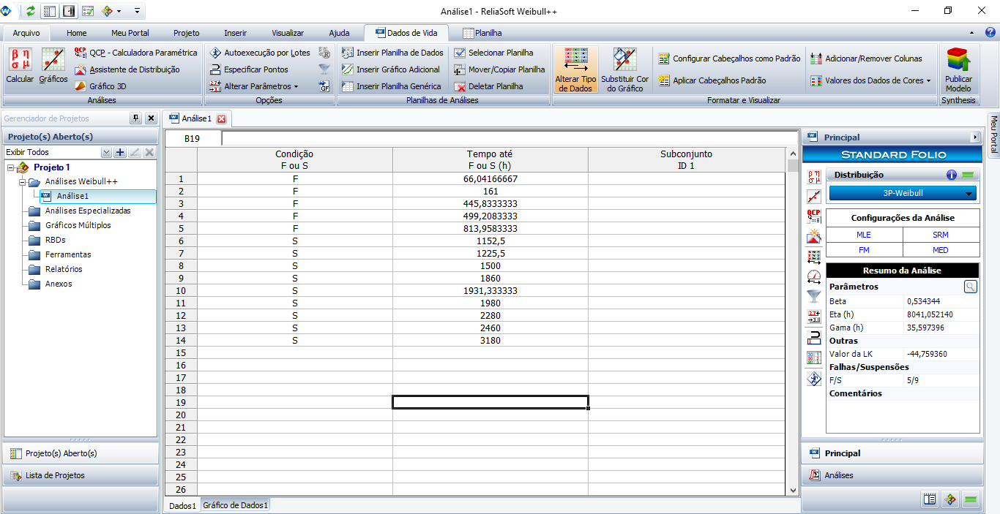 Análise1 - ReliaSoft Weibull++
Arquivo Home Meu Portal Projeto Inserir Visualizar Ajuda Dados de Vida Planilha
Calcular
Gráficos
QCP - Calculadora Paramétrica
Assistente de Distribuição
Gráfico 3D
Análises
Autoexecução por Lotes
Especificar Pontos
Alterar Parâmetros
Opções
Inserir Planilha de Dados
Inserir Gráfico Adicional
Inserir Planilha Genérica
Selecionar Planilha
Mover/Copiar Planilha
Deletar Planilha
Planilhas de Análises
Alterar Tipo
de Dados
Substituir Cor
do Gráfico
Configurar Cabeçalhos como Padrão
Aplicar Cabeçalhos Padrão
Adicionar/Remover Colunas
Valores dos Dados de Cores
Formatar e Visualizar
Publicar
Modelo
Synthesis
Gerenciador de Projetos
Projeto(s) Aberto(s)
Exibir Todos
Projeto 1
Análises Weibull++
Análise1
Análises Especializadas
Gráficos Múltiplos
RBDs
Ferramentas
Relatórios
Anexos
Projeto(s) Aberto(s)
Lista de Projetos
Análise1
B19
Condição Tempo até Subconjunto
F ou S F ou S (h) ID 1
1 F 66,04166667
2 F 161
3 F 445,8333333
4 F 499,2083333
5 F 813,9583333
6 S 1152,5
7 S 1225,5
8 S 1500
9 S 1860
10 S 1931,333333
11 S 1980
12 S 2280
13 S 2460
14 S 3180
15
16
17
18
19
20
21
22
23
24
25
26
Dados1 Gráfico de Dados1
Principal
STANDARD FOLIO
Distribuição
3P-Weibull
Configurações da Análise
MLE SRM
FM MED
Resumo da Análise
Parâmetros
Beta 0,534344
Eta (h) 8041,052140
Gama (h) 35,597396
Outras
Valor da LK -44,759360
Falhas/Suspensões
F/S 5/9
Comentários
Principal
Análises
Meu Portal